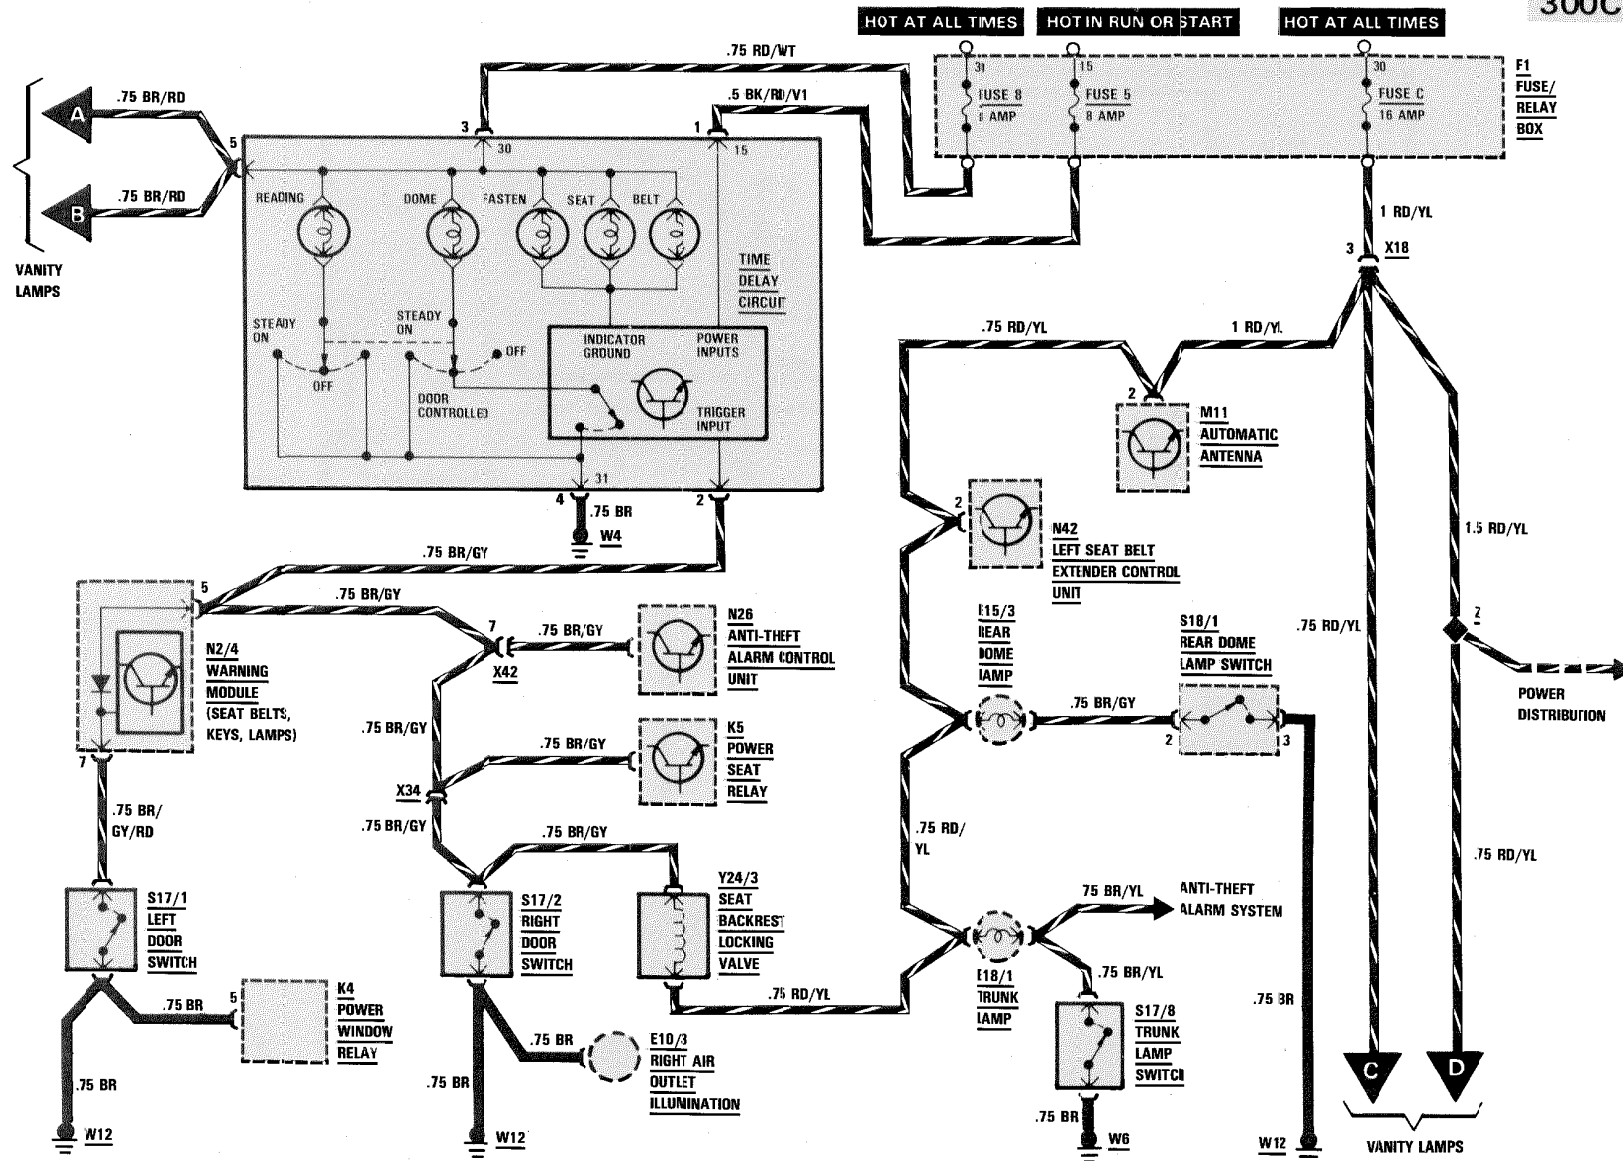 300C
HOT AT ALL TIMES
HOT IN RUN OR START
HOT AT ALL TIMES
31
FUSE 8
AMP
15
FUSE 5
8 AMP
30
FUSE C
16 AMP
F1
FUSE/
RELAY
BOX
.75 RD/WT
.5 BK/RD/V1
.75 BR/RD
A
.75 BR/RD
B
VANITY
LAMPS
5
3
30
1
15
READING
DOME
FASTEN
SEAT
BELT
TIME
DELAY
CIRCUIT
STEADY
ON
OFF
STEADY
ON
OFF
DOOR
CONTROLLED
INDICATOR
GROUND
POWER
INPUTS
TRIGGER
INPUT
31
4
.75 BR
W4
2
1 RD/YL
3
X18
.75 RD/YL
1 RD/YL
2
M11
AUTOMATIC
ANTENNA
2
N42
LEFT SEAT BELT
EXTENDER CONTROL
UNIT
1.5 RD/YL
.75 RD/YL
2
POWER
DISTRIBUTION
.75 RD/YL
.75 BR/GY
.75 BR/GY
5
N2/4
WARNING
MODULE
(SEAT BELTS,
KEYS, LAMPS)
7
7
X42
.75 BR/GY
N26
ANTI-THEFT
ALARM CONTROL
UNIT
.75 BR/GY
.75 BR/GY
K5
POWER
SEAT
RELAY
X34
.75 BR/GY
.75 BR/GY
.75 BR/
GY/RD
S17/1
LEFT
DOOR
SWITCH
.75 BR
5
K4
POWER
WINDOW
RELAY
.75 BR
W12
S17/2
RIGHT
DOOR
SWITCH
.75 BR
.75 BR
E10/3
RIGHT AIR
OUTLET
ILLUMINATION
W12
Y24/3
SEAT
BACKREST
LOCKING
VALVE
.75 RD/YL
.75 RD/
YL
E15/3
REAR
DOME
LAMP
.75 BR/GY
2
3
S18/1
REAR DOME
LAMP SWITCH
E18/1
TRUNK
LAMP
75 BR/YL
ANTI-THEFT
ALARM SYSTEM
.75 BR/YL
S17/8
TRUNK
LAMP
SWITCH
.75 BR
W6
.75 BR
W12
C
D
VANITY LAMPS